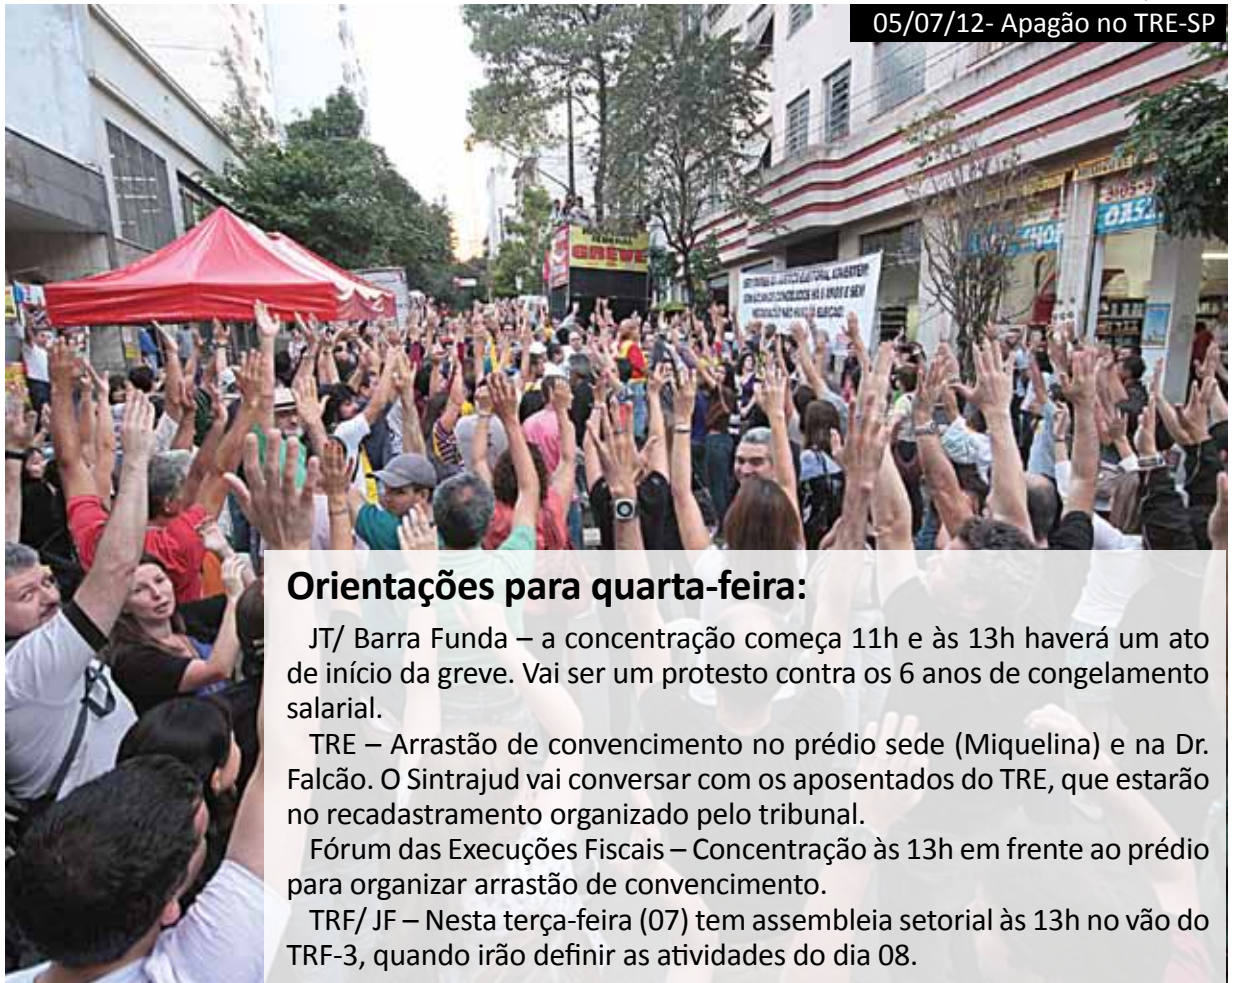 05/07/12- Apagão no TRE-SP
GREVE
Orientações para quarta-feira:
JT/ Barra Funda – a concentração começa 11h e às 13h haverá um ato
de início da greve. Vai ser um protesto contra os 6 anos de congelamento
salarial.
TRE – Arrastão de convencimento no prédio sede (Miquelina) e na Dr.
Falcão. O Sintrajud vai conversar com os aposentados do TRE, que estarão
no recadastramento organizado pelo tribunal.
Fórum das Execuções Fiscais – Concentração às 13h em frente ao prédio
para organizar arrastão de convencimento.
TRF/ JF – Nesta terça-feira (07) tem assembleia setorial às 13h no vão do
TRF-3, quando irão definir as atividades do dia 08.